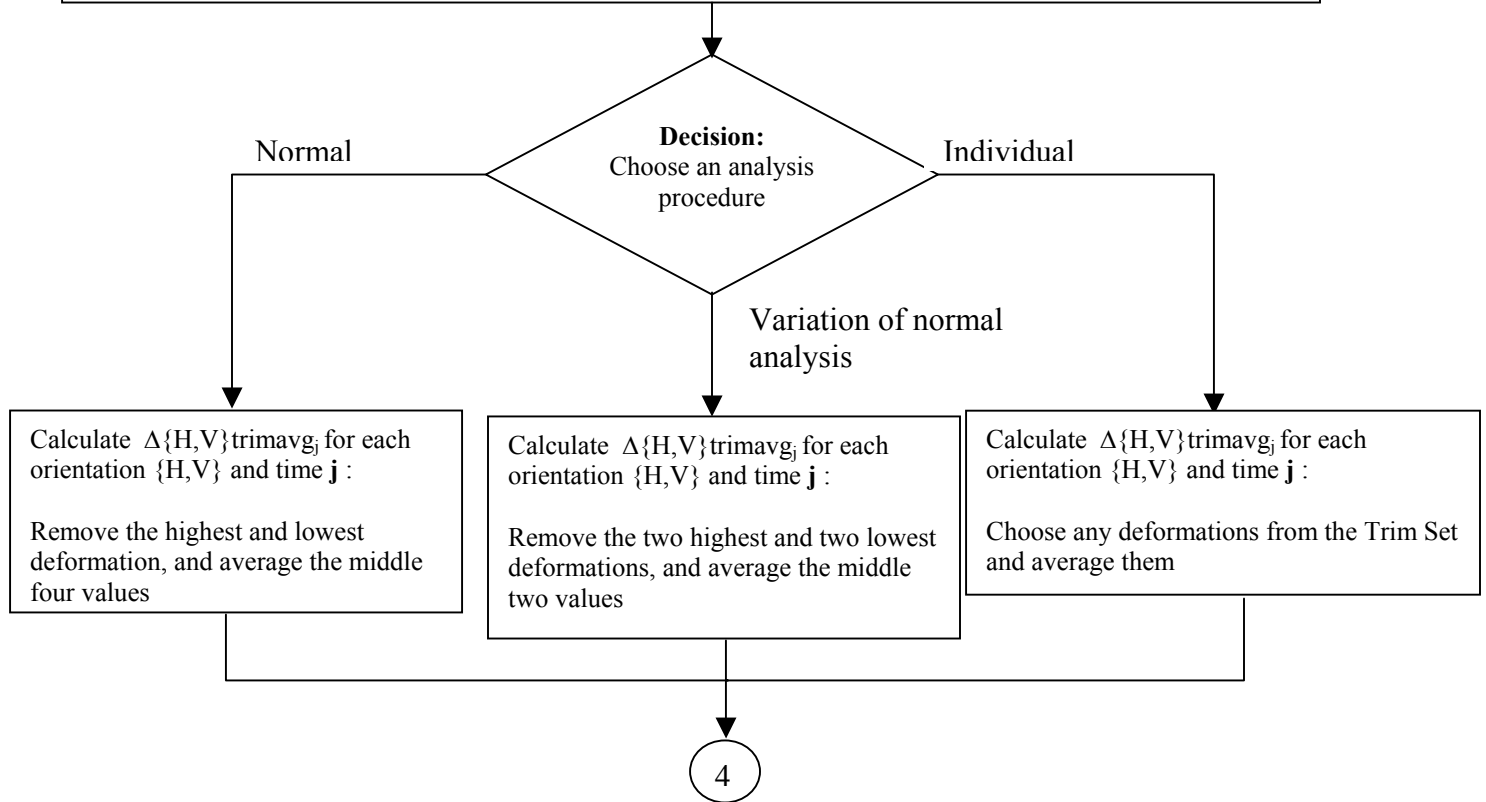 Decision:
Choose an analysis
procedure
Normal
Individual
Variation of normal
analysis
Calculate Δ{H,V}trimavgj for each
orientation {H,V} and time j :
Remove the highest and lowest
deformation, and average the middle
four values
Calculate Δ{H,V}trimavgj for each
orientation {H,V} and time j :
Remove the two highest and two lowest
deformations, and average the middle
two values
Calculate Δ{H,V}trimavgj for each
orientation {H,V} and time j :
Choose any deformations from the Trim Set
and average them
4